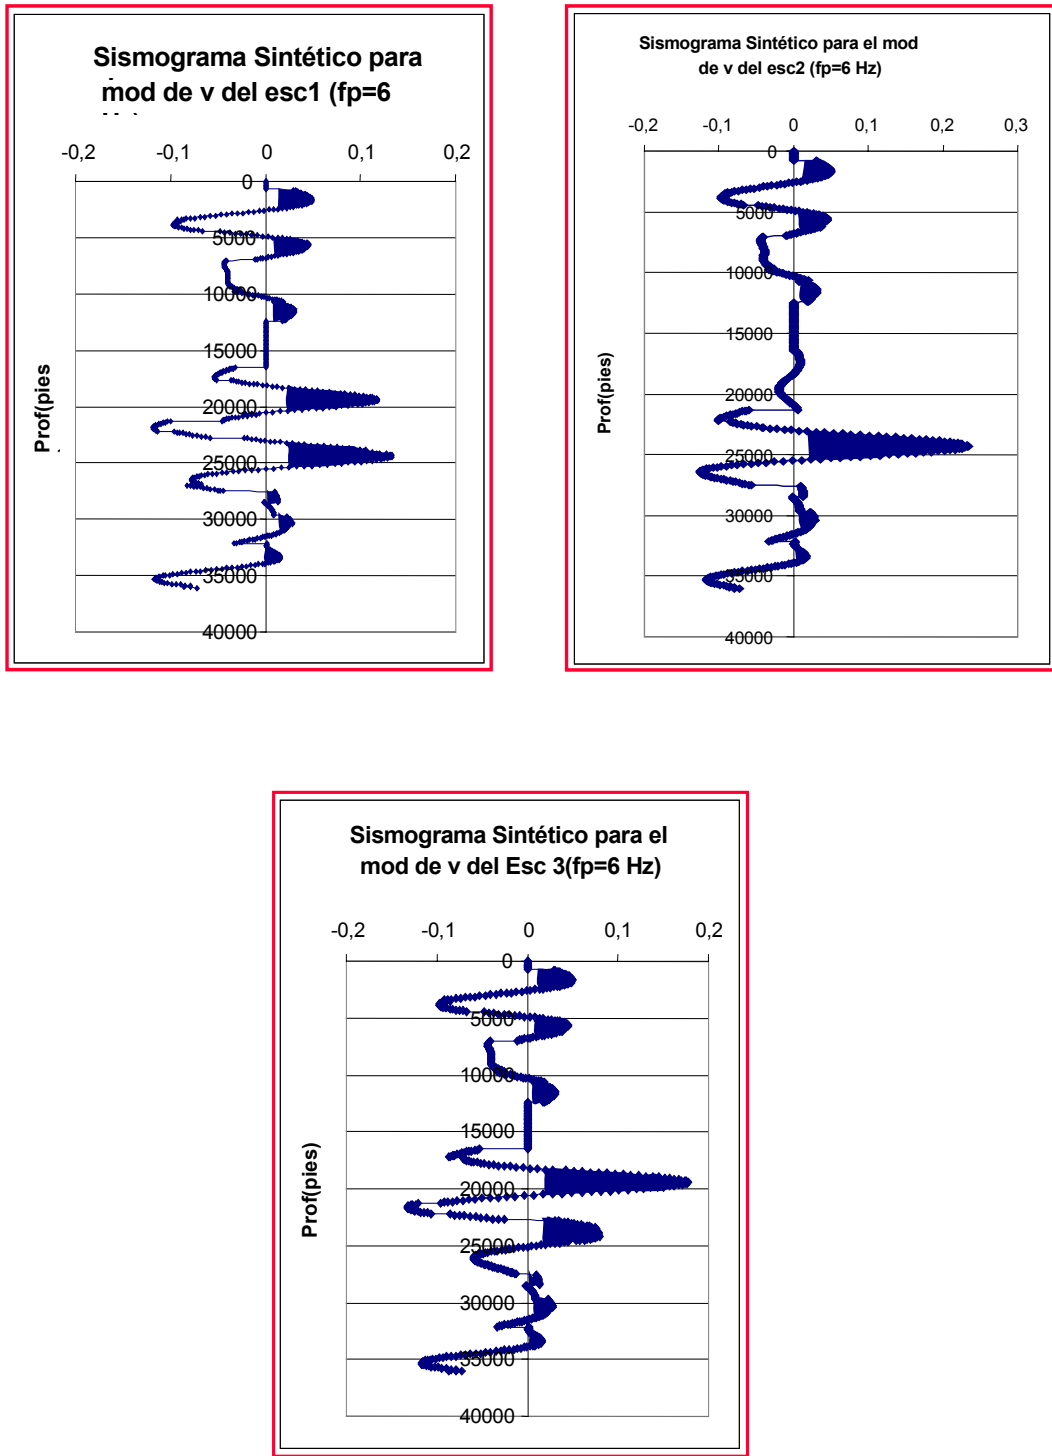 Sismograma Sintético para
mod de v del esc1 (fp=6
-0,2 -0,1 0 0,1 0,2
0
5000
10000
15000
20000
25000
30000
35000
40000
Prof(pies
Sismograma Sintético para el mod
de v del esc2 (fp=6 Hz)
-0,2 -0,1 0 0,1 0,2 0,3
0
5000
10000
15000
20000
25000
30000
35000
40000
Prof(pies)
Sismograma Sintético para el
mod de v del Esc 3(fp=6 Hz)
-0,2 -0,1 0 0,1 0,2
0
5000
10000
15000
20000
25000
30000
35000
40000
Prof(pies)